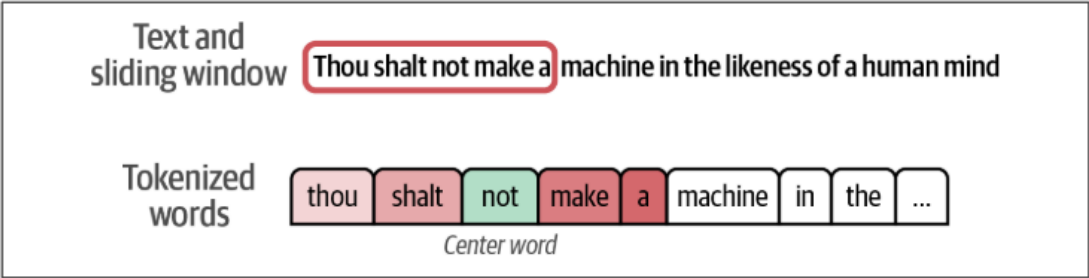 Text and
sliding window
Thou shalt not make a machine in the likeness of a human mind
Tokenized
words
thou shalt not make a machine in the ...
Center word